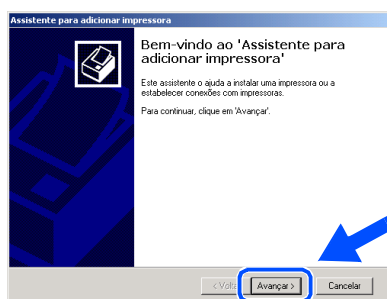 Assistente para adicionar impressora
Bem-vindo ao 'Assistente para
adicionar impressora'
Este assistente o ajuda a instalar uma impressora ou a
estabelecer conexões com impressoras.
Para continuar, clique em 'Avançar'.
Avançar >
Cancelar